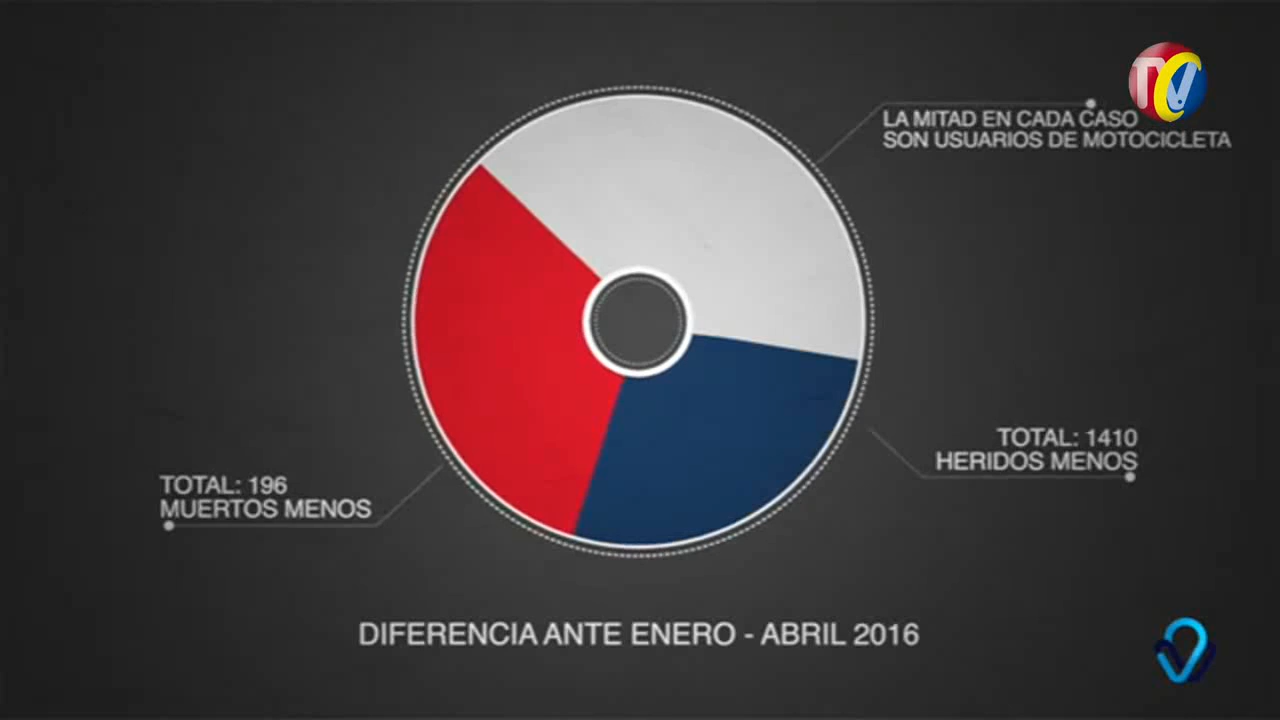 TVC
LA MITAD EN CADA CASO
SON USUARIOS DE MOTOCICLETA
TOTAL: 1410
HERIDOS MENOS
TOTAL: 196
MUERTOS MENOS
DIFERENCIA ANTE ENERO - ABRIL 2016